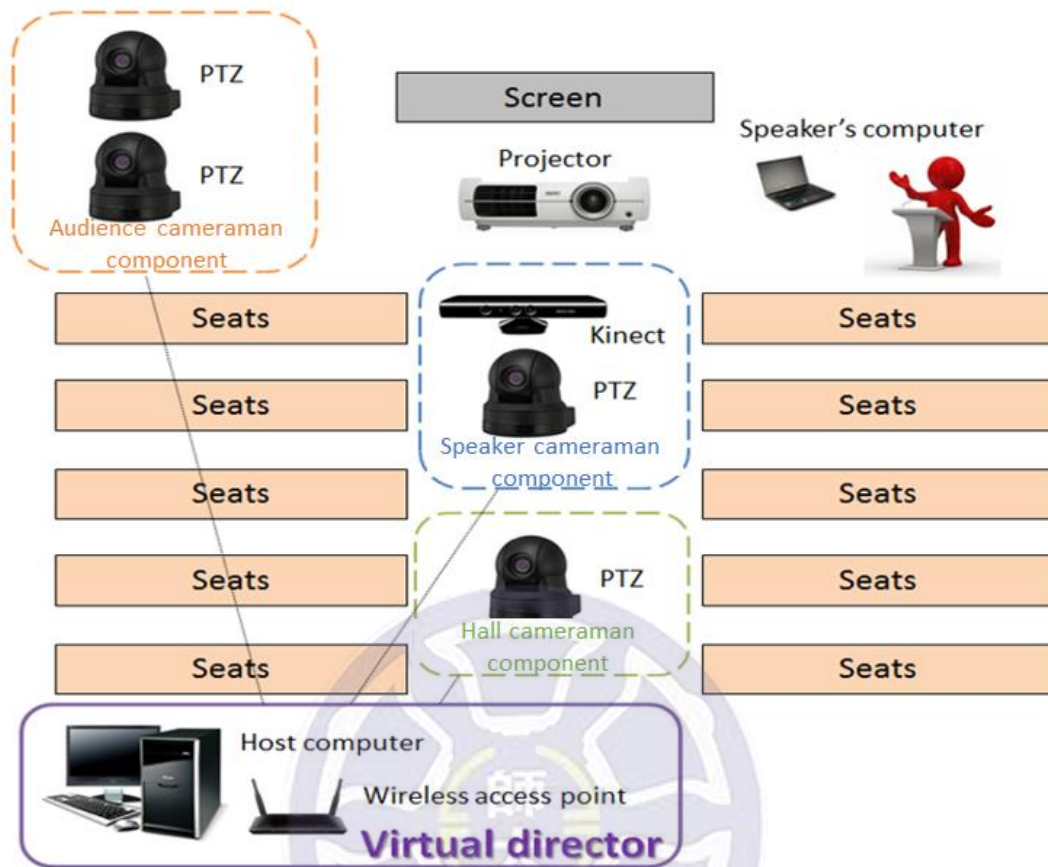 PTZ
PTZ
Audience cameraman
component
Screen
Projector
Speaker's computer
Seats
Seats
Seats
Seats
Seats
Kinect
PTZ
Speaker cameraman
component
PTZ
Hall cameraman
component
Seats
Seats
Seats
Seats
Seats
Host computer
Wireless access point
Virtual director
師